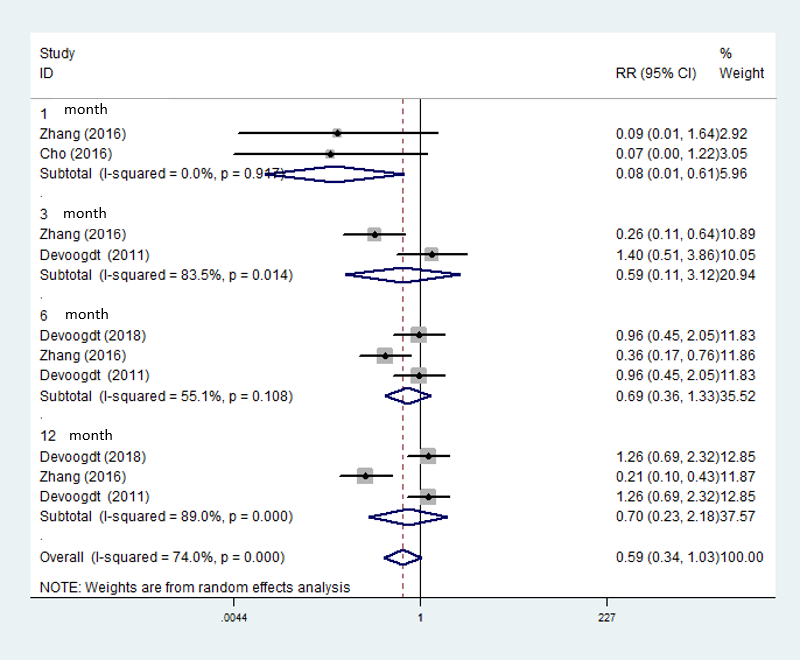 Study %
ID RR (95% CI) Weight
1 month
Zhang (2016) 0.09 (0.01, 1.64) 2.92
Cho (2016) 0.07 (0.00, 1.22) 3.05
Subtotal (I-squared = 0.0%, p = 0.917) 0.08 (0.01, 0.61) 5.96
.
3 month
Zhang (2016) 0.26 (0.11, 0.64) 10.89
Devoogdt (2011) 1.40 (0.51, 3.86) 10.05
Subtotal (I-squared = 83.5%, p = 0.014) 0.59 (0.11, 3.12) 20.94
.
6 month
Devoogdt (2018) 0.96 (0.45, 2.05) 11.83
Zhang (2016) 0.36 (0.17, 0.76) 11.86
Devoogdt (2011) 0.96 (0.45, 2.05) 11.83
Subtotal (I-squared = 55.1%, p = 0.108) 0.69 (0.36, 1.33) 35.52
.
12 month
Devoogdt (2018) 1.26 (0.69, 2.32) 12.85
Zhang (2016) 0.21 (0.10, 0.43) 11.87
Devoogdt (2011) 1.26 (0.69, 2.32) 12.85
Subtotal (I-squared = 89.0%, p = 0.000) 0.70 (0.23, 2.18) 37.57
.
Overall (I-squared = 74.0%, p = 0.000) 0.59 (0.34, 1.03) 100.00
NOTE: Weights are from random effects analysis
.0044 1 227